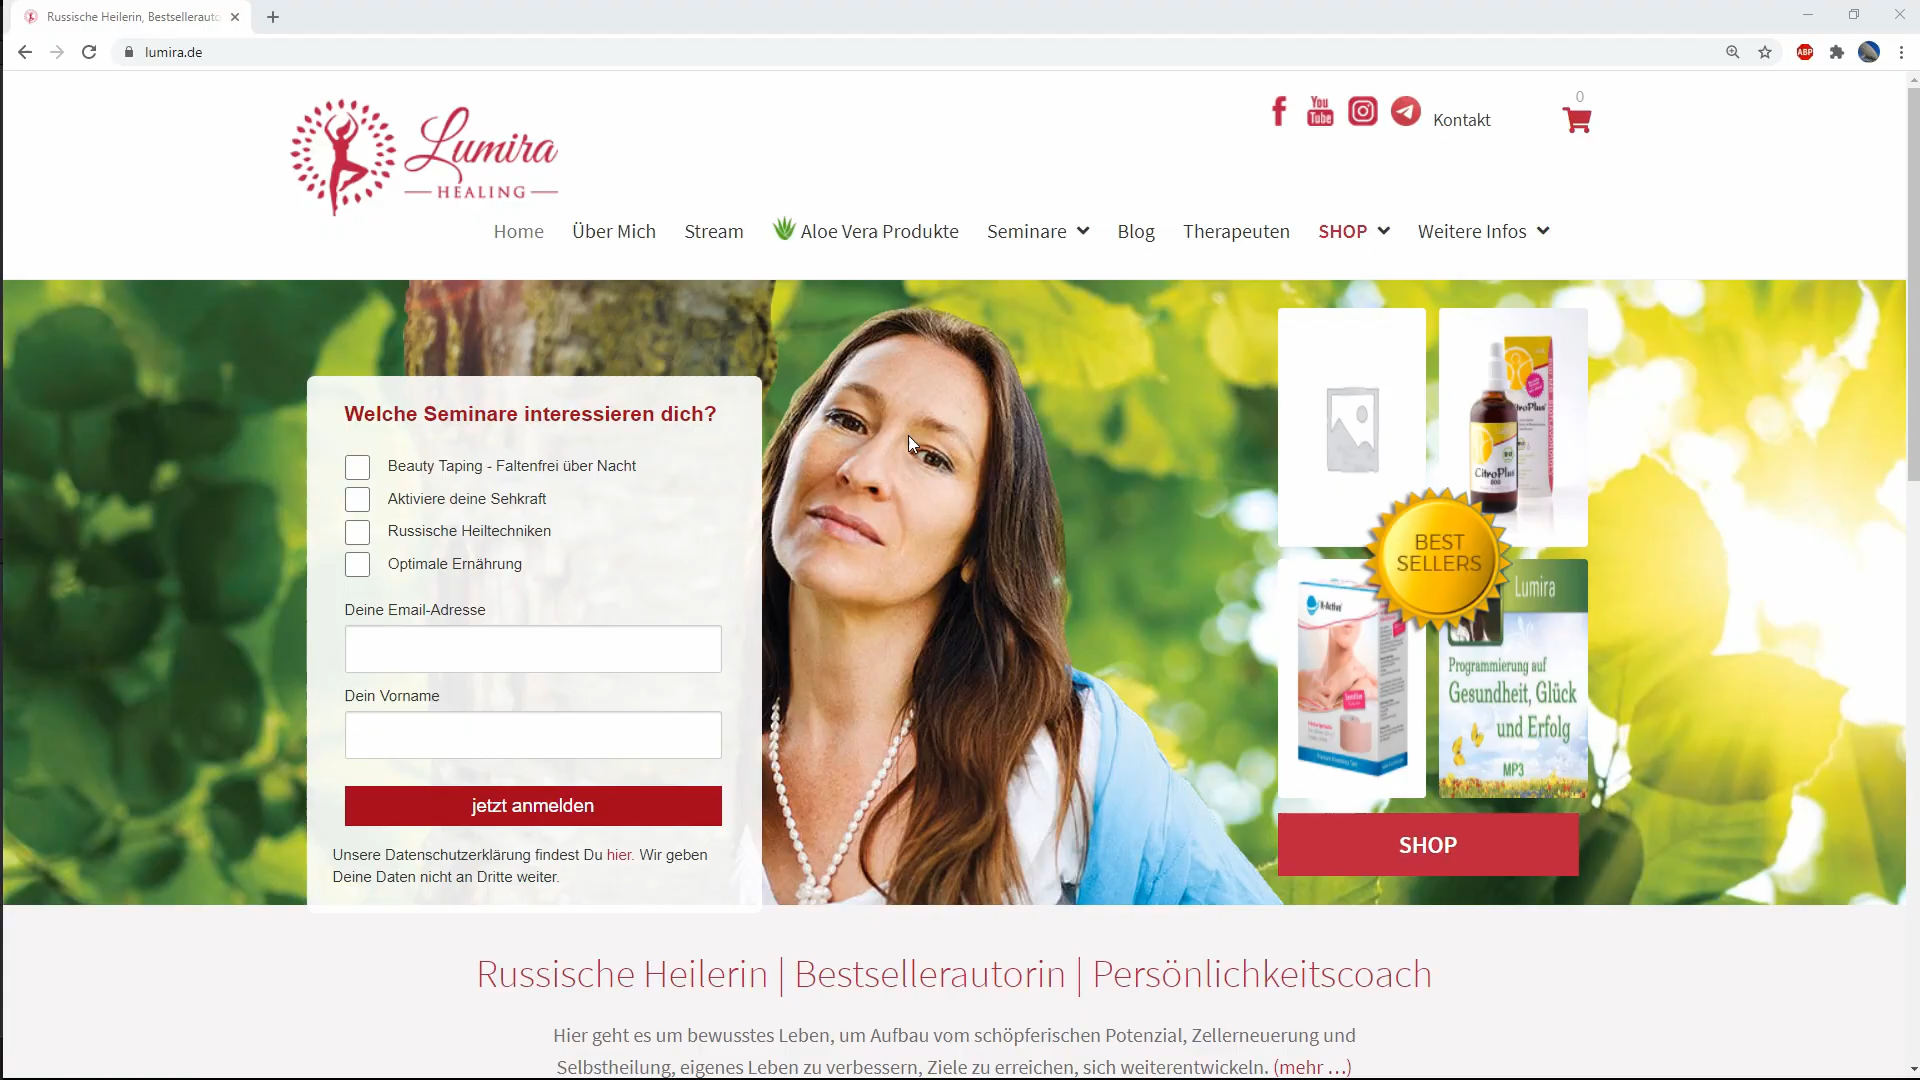 Russische Heilerin, Bestsellerauto
lumira.de
ABP
Lumira
HEALING
You
Tube
Kontakt
0
Home
Über Mich
Stream
Aloe Vera Produkte
Seminare
Blog
Therapeuten
SHOP
Weitere Infos
Welche Seminare interessieren dich?
Beauty Taping - Faltenfrei über Nacht
Aktiviere deine Sehkraft
Russische Heiltechniken
Optimale Ernährung
Deine Email-Adresse
Dein Vorname
jetzt anmelden
Unsere Datenschutzerklärung findest Du hier. Wir geben
Deine Daten nicht an Dritte weiter.
CitroPlus
800
BEST
SELLERS
Lumira
Programmierung auf
Gesundheit, Glück
und Erfolg
MP3
SHOP
Russische Heilerin | Bestsellerautorin | Persönlichkeitscoach
Hier geht es um bewusstes Leben, um Aufbau vom schöpferischen Potenzial, Zellerneuerung und
Selbstheilung, eigenes Leben zu verbessern, Ziele zu erreichen, sich weiterentwickeln. (mehr …)